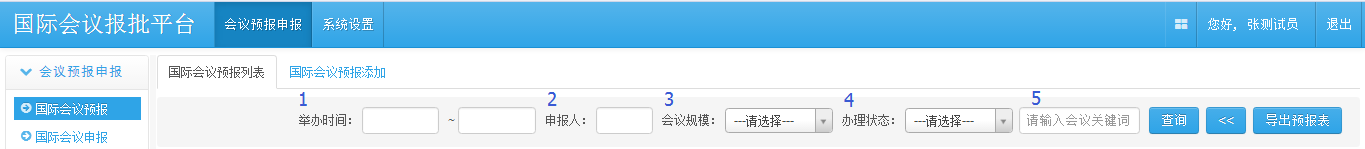 国际会议报批平台 会议预报申报 系统设置 您好, 张测试员 退出
会议预报申报 国际会议预报列表 国际会议预报添加
1 2 3 4 5
国际会议预报 举办时间: ~ 申报人: 会议规模: ---请选择--- 办理状态: ---请选择--- 请输入会议关键词 查询 << 导出预报表
国际会议申报